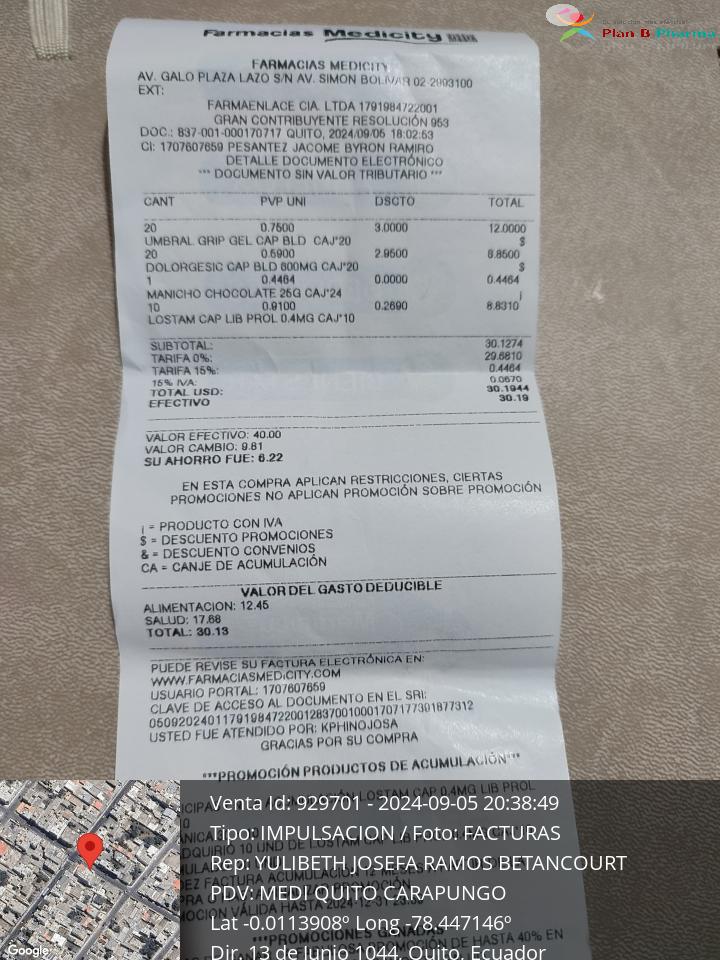 Plan B Pharma
Farmacias Medicity
FARMACIAS MEDICITY
AV. GALO PLAZA LAZO S/N AV. SIMON BOLIVAR 02-2993100
EXT:
FARMAENLACE CIA. LTDA 1791984722001
GRAN CONTRIBUYENTE RESOLUCIÓN 953
DOC.: 837-001-000170717 QUITO, 2024/09/05 18:02:53
CI: 1707607659 PESANTEZ JACOME BYRON RAMIRO
DETALLE DOCUMENTO ELECTRÓNICO
*** DOCUMENTO SIN VALOR TRIBUTARIO ***
CANT PVP UNI DSCTO TOTAL
20 0.7500 3.0000 12.0000
UMBRAL GRIP GEL CAP BLD CAJ*20 $
20 0.5900 2.9500 8.8500
DOLORGESIC CAP BLD 600MG CAJ*20 $
1 0.4464 0.0000 0.4464
MANICHO CHOCOLATE 25G CAJ*24 ¡
10 0.9100 0.2690 8.8310
LOSTAM CAP LIB PROL 0.4MG CAJ*10
SUBTOTAL: 30.1274
TARIFA 0%: 29.6810
TARIFA 15%: 0.4464
15% IVA: 0.0670
TOTAL USD: 30.1944
EFECTIVO 30.19
VALOR EFECTIVO: 40.00
VALOR CAMBIO: 9.81
SU AHORRO FUE: 6.22
EN ESTA COMPRA APLICAN RESTRICCIONES, CIERTAS
PROMOCIONES NO APLICAN PROMOCIÓN SOBRE PROMOCIÓN
¡ = PRODUCTO CON IVA
$ = DESCUENTO PROMOCIONES
& = DESCUENTO CONVENIOS
CA = CANJE DE ACUMULACIÓN
VALOR DEL GASTO DEDUCIBLE
ALIMENTACION: 12.45
SALUD: 17.68
TOTAL: 30.13
PUEDE REVISE SU FACTURA ELECTRÓNICA EN:
WWW.FARMACIASMEDICITY.COM
USUARIO PORTAL: 1707607659
CLAVE DE ACCESO AL DOCUMENTO EN EL SRI:
0509202401179198472200128370010001707177391877312
USTED FUE ATENDIDO POR: KPHINOJOSA
GRACIAS POR SU COMPRA
***PROMOCIÓN PRODUCTOS DE ACUMULACIÓN***
LOSTAM CAP 0.4MG LIB PROL
Venta Id: 929701 - 2024-09-05 20:38:49
Tipo: IMPULSACION / Foto: FACTURAS
Rep: YULIBETH JOSEFA RAMOS BETANCOURT
PDV: MEDI QUITO CARAPUNGO
Lat -0.0113908º Long -78.447146º
Dir. 13 de Junio 1044, Quito, Ecuador
Google